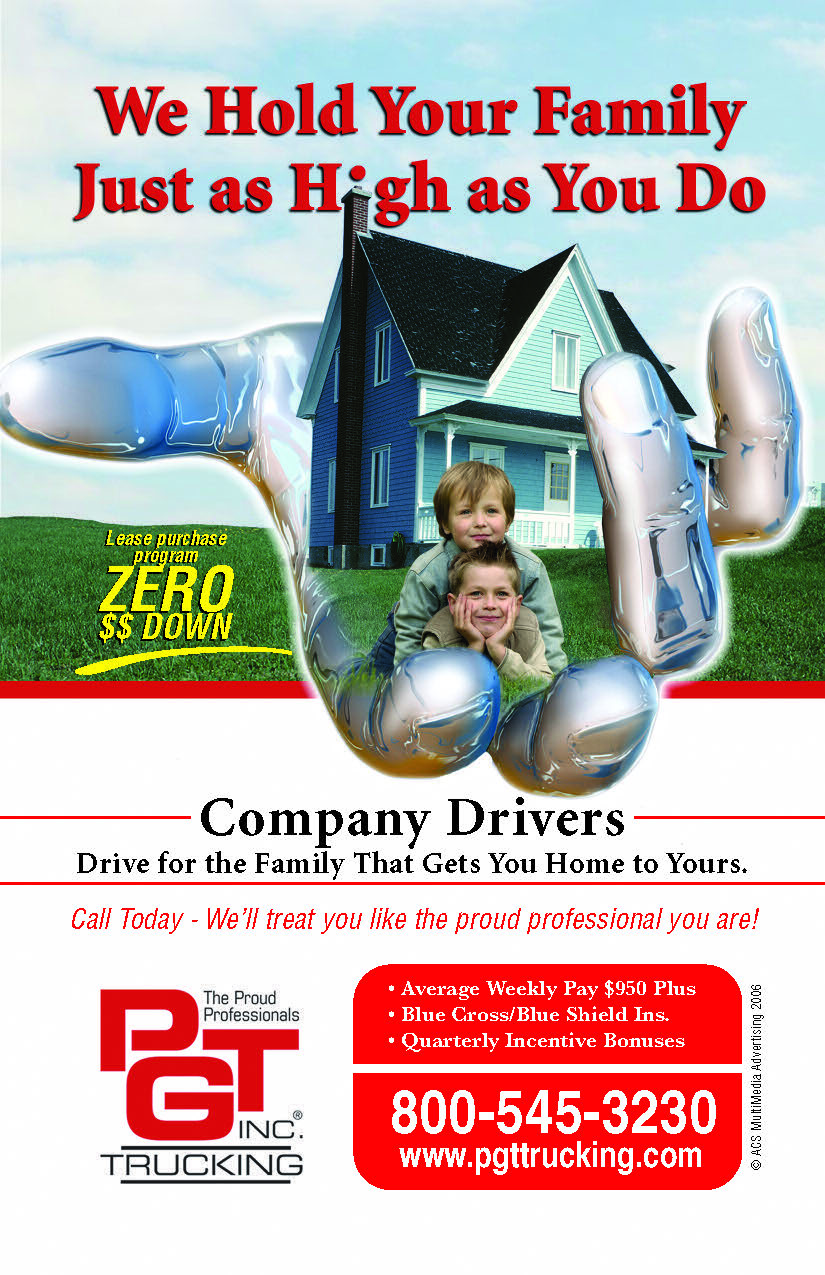 We Hold Your Family
Just as High as You Do
Lease purchase
program
ZERO
$$ DOWN
Company Drivers
Drive for the Family That Gets You Home to Yours.
Call Today - We'll treat you like the proud professional you are!
The Proud
Professionals
PGT
INC.®
TRUCKING
• Average Weekly Pay $950 Plus
• Blue Cross/Blue Shield Ins.
• Quarterly Incentive Bonuses
800-545-3230
www.pgttrucking.com
© ACS MultiMedia Advertising 2006